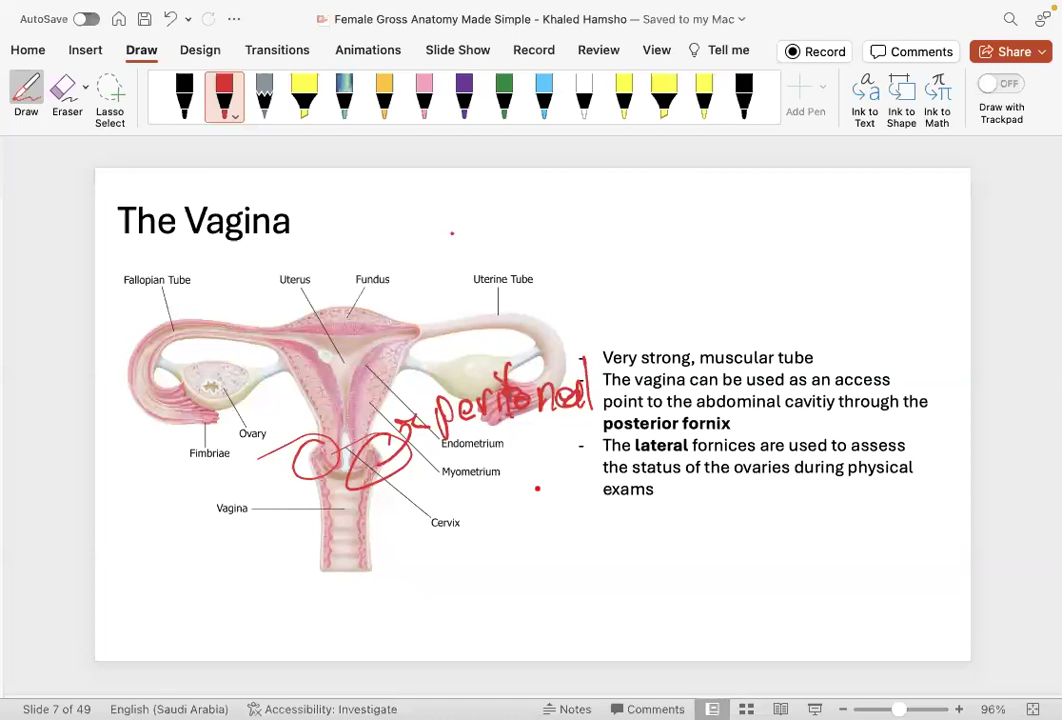 AutoSave
Female Gross Anatomy Made Simple - Khaled Hamsho — Saved to my Mac
Home Insert Draw Design Transitions Animations Slide Show Record Review View Tell me Record Comments Share
Draw Eraser Lasso Select Add Pen Ink to Text Ink to Shape Ink to Math OFF Draw with Trackpad
The Vagina
Fallopian Tube Uterus Fundus Uterine Tube
- Very strong, muscular tube
- The vagina can be used as an access
point to the abdominal cavitiy through the
posterior fornix
- The lateral fornices are used to assess
the status of the ovaries during physical
exams
peritoneal
Ovary
Fimbriae
Endometrium
Myometrium
Vagina
Cervix
Slide 7 of 49 English (Saudi Arabia) Accessibility: Investigate Notes Comments 96%